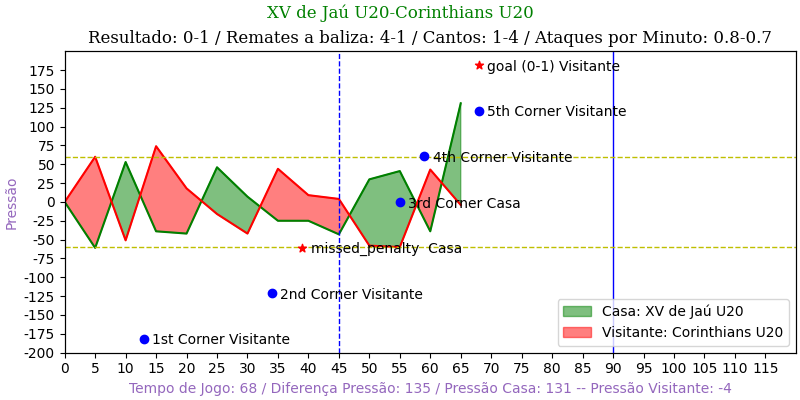 XV de Jaú U20-Corinthians U20
Resultado: 0-1 / Remates a baliza: 4-1 / Cantos: 1-4 / Ataques por Minuto: 0.8-0.7
175
150
125
100
75
50
25
0
-25
-50
-75
-100
-125
-150
-175
-200
Pressão
goal (0-1) Visitante
5th Corner Visitante
4th Corner Visitante
3rd Corner Casa
missed_penalty  Casa
2nd Corner Visitante
1st Corner Visitante
Casa: XV de Jaú U20
Visitante: Corinthians U20
0 5 10 15 20 25 30 35 40 45 50 55 60 65 70 75 80 85 90 95 100 105 110 115
Tempo de Jogo: 68 / Diferença Pressão: 135 / Pressão Casa: 131 -- Pressão Visitante: -4